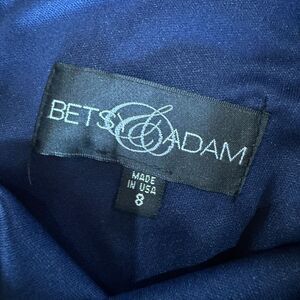 BETSY & ADAM
MADE
IN USA
8